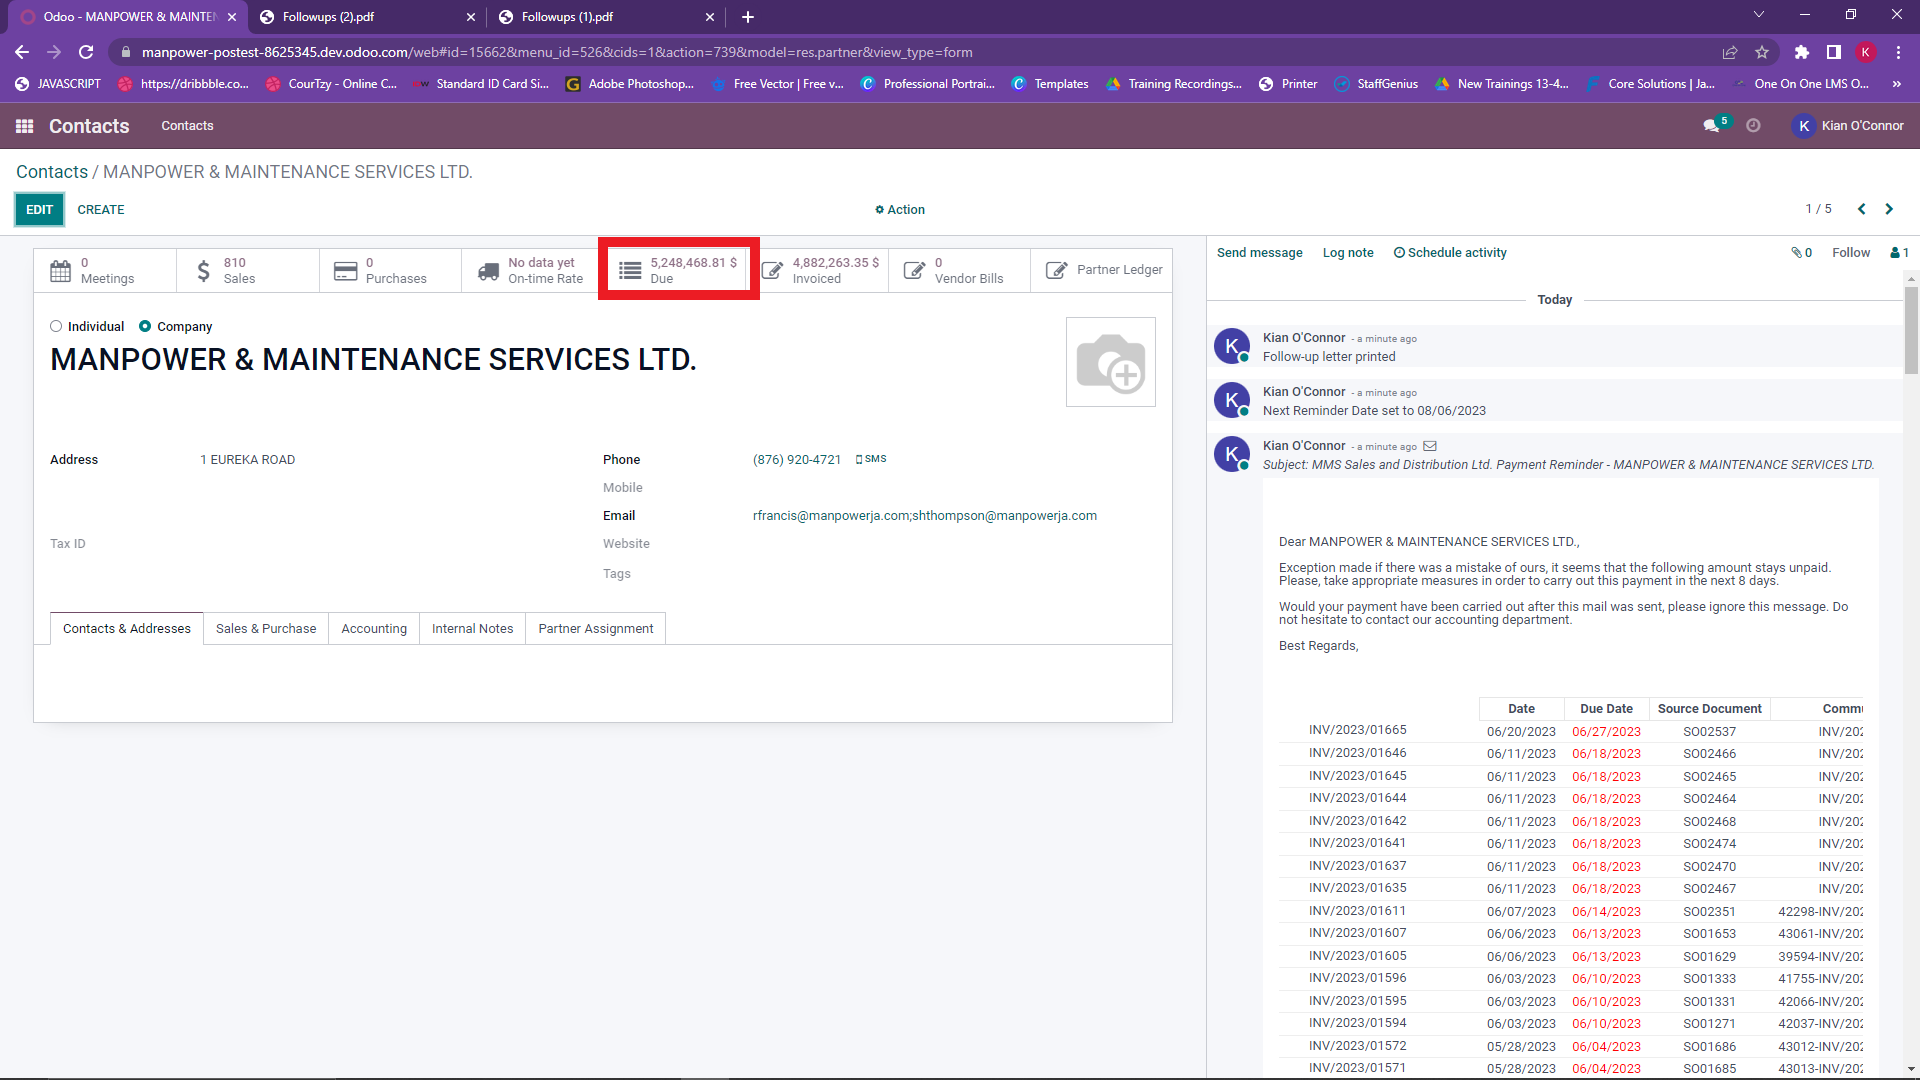 Odoo - MANPOWER & MAINTEN
Followups (2).pdf
Followups (1).pdf
manpower-postest-8625345.dev.odoo.com/web#id=15662&menu_id=526&cids=1&action=739&model=res.partner&view_type=form
K
JAVASCRIPT
https://dribbble.co...
CourTzy - Online C...
Standard ID Card Si...
Adobe Photoshop...
Free Vector | Free v...
Professional Portrai...
Templates
Training Recordings...
Printer
StaffGenius
New Trainings 13-4...
Core Solutions | Ja...
One On One LMS O...
»
Contacts
Contacts
5
K
Kian O'Connor
Contacts / MANPOWER & MAINTENANCE SERVICES LTD.
EDIT
CREATE
Action
1 / 5
0
Meetings
810
Sales
0
Purchases
No data yet
On-time Rate
5,248,468.81 $
Due
4,882,263.35 $
Invoiced
0
Vendor Bills
Partner Ledger
Send message
Log note
Schedule activity
0
Follow
1
Individual
Company
MANPOWER & MAINTENANCE SERVICES LTD.
Address
1 EUREKA ROAD
Tax ID
Phone
(876) 920-4721
SMS
Mobile
Email
rfrancis@manpowerja.com;shthompson@manpowerja.com
Website
Tags
Contacts & Addresses
Sales & Purchase
Accounting
Internal Notes
Partner Assignment
Today
K
Kian O'Connor - a minute ago
Follow-up letter printed
K
Kian O'Connor - a minute ago
Next Reminder Date set to 08/06/2023
K
Kian O'Connor - a minute ago
Subject: MMS Sales and Distribution Ltd. Payment Reminder - MANPOWER & MAINTENANCE SERVICES LTD.
Dear MANPOWER & MAINTENANCE SERVICES LTD.,
Exception made if there was a mistake of ours, it seems that the following amount stays unpaid.
Please, take appropriate measures in order to carry out this payment in the next 8 days.
Would your payment have been carried out after this mail was sent, please ignore this message. Do
not hesitate to contact our accounting department.
Best Regards,
Date Due Date Source Document Commu
INV/2023/01665 06/20/2023 06/27/2023 SO02537 INV/202
INV/2023/01646 06/11/2023 06/18/2023 SO02466 INV/202
INV/2023/01645 06/11/2023 06/18/2023 SO02465 INV/202
INV/2023/01644 06/11/2023 06/18/2023 SO02464 INV/202
INV/2023/01642 06/11/2023 06/18/2023 SO02468 INV/202
INV/2023/01641 06/11/2023 06/18/2023 SO02474 INV/202
INV/2023/01637 06/11/2023 06/18/2023 SO02470 INV/202
INV/2023/01635 06/11/2023 06/18/2023 SO02467 INV/202
INV/2023/01611 06/07/2023 06/14/2023 SO02351 42298-INV/202
INV/2023/01607 06/06/2023 06/13/2023 SO01653 43061-INV/202
INV/2023/01605 06/06/2023 06/13/2023 SO01629 39594-INV/202
INV/2023/01596 06/03/2023 06/10/2023 SO01333 41755-INV/202
INV/2023/01595 06/03/2023 06/10/2023 SO01331 42066-INV/202
INV/2023/01594 06/03/2023 06/10/2023 SO01271 42037-INV/202
INV/2023/01572 05/28/2023 06/04/2023 SO01686 43012-INV/202
INV/2023/01571 05/28/2023 06/04/2023 SO01685 43013-INV/202